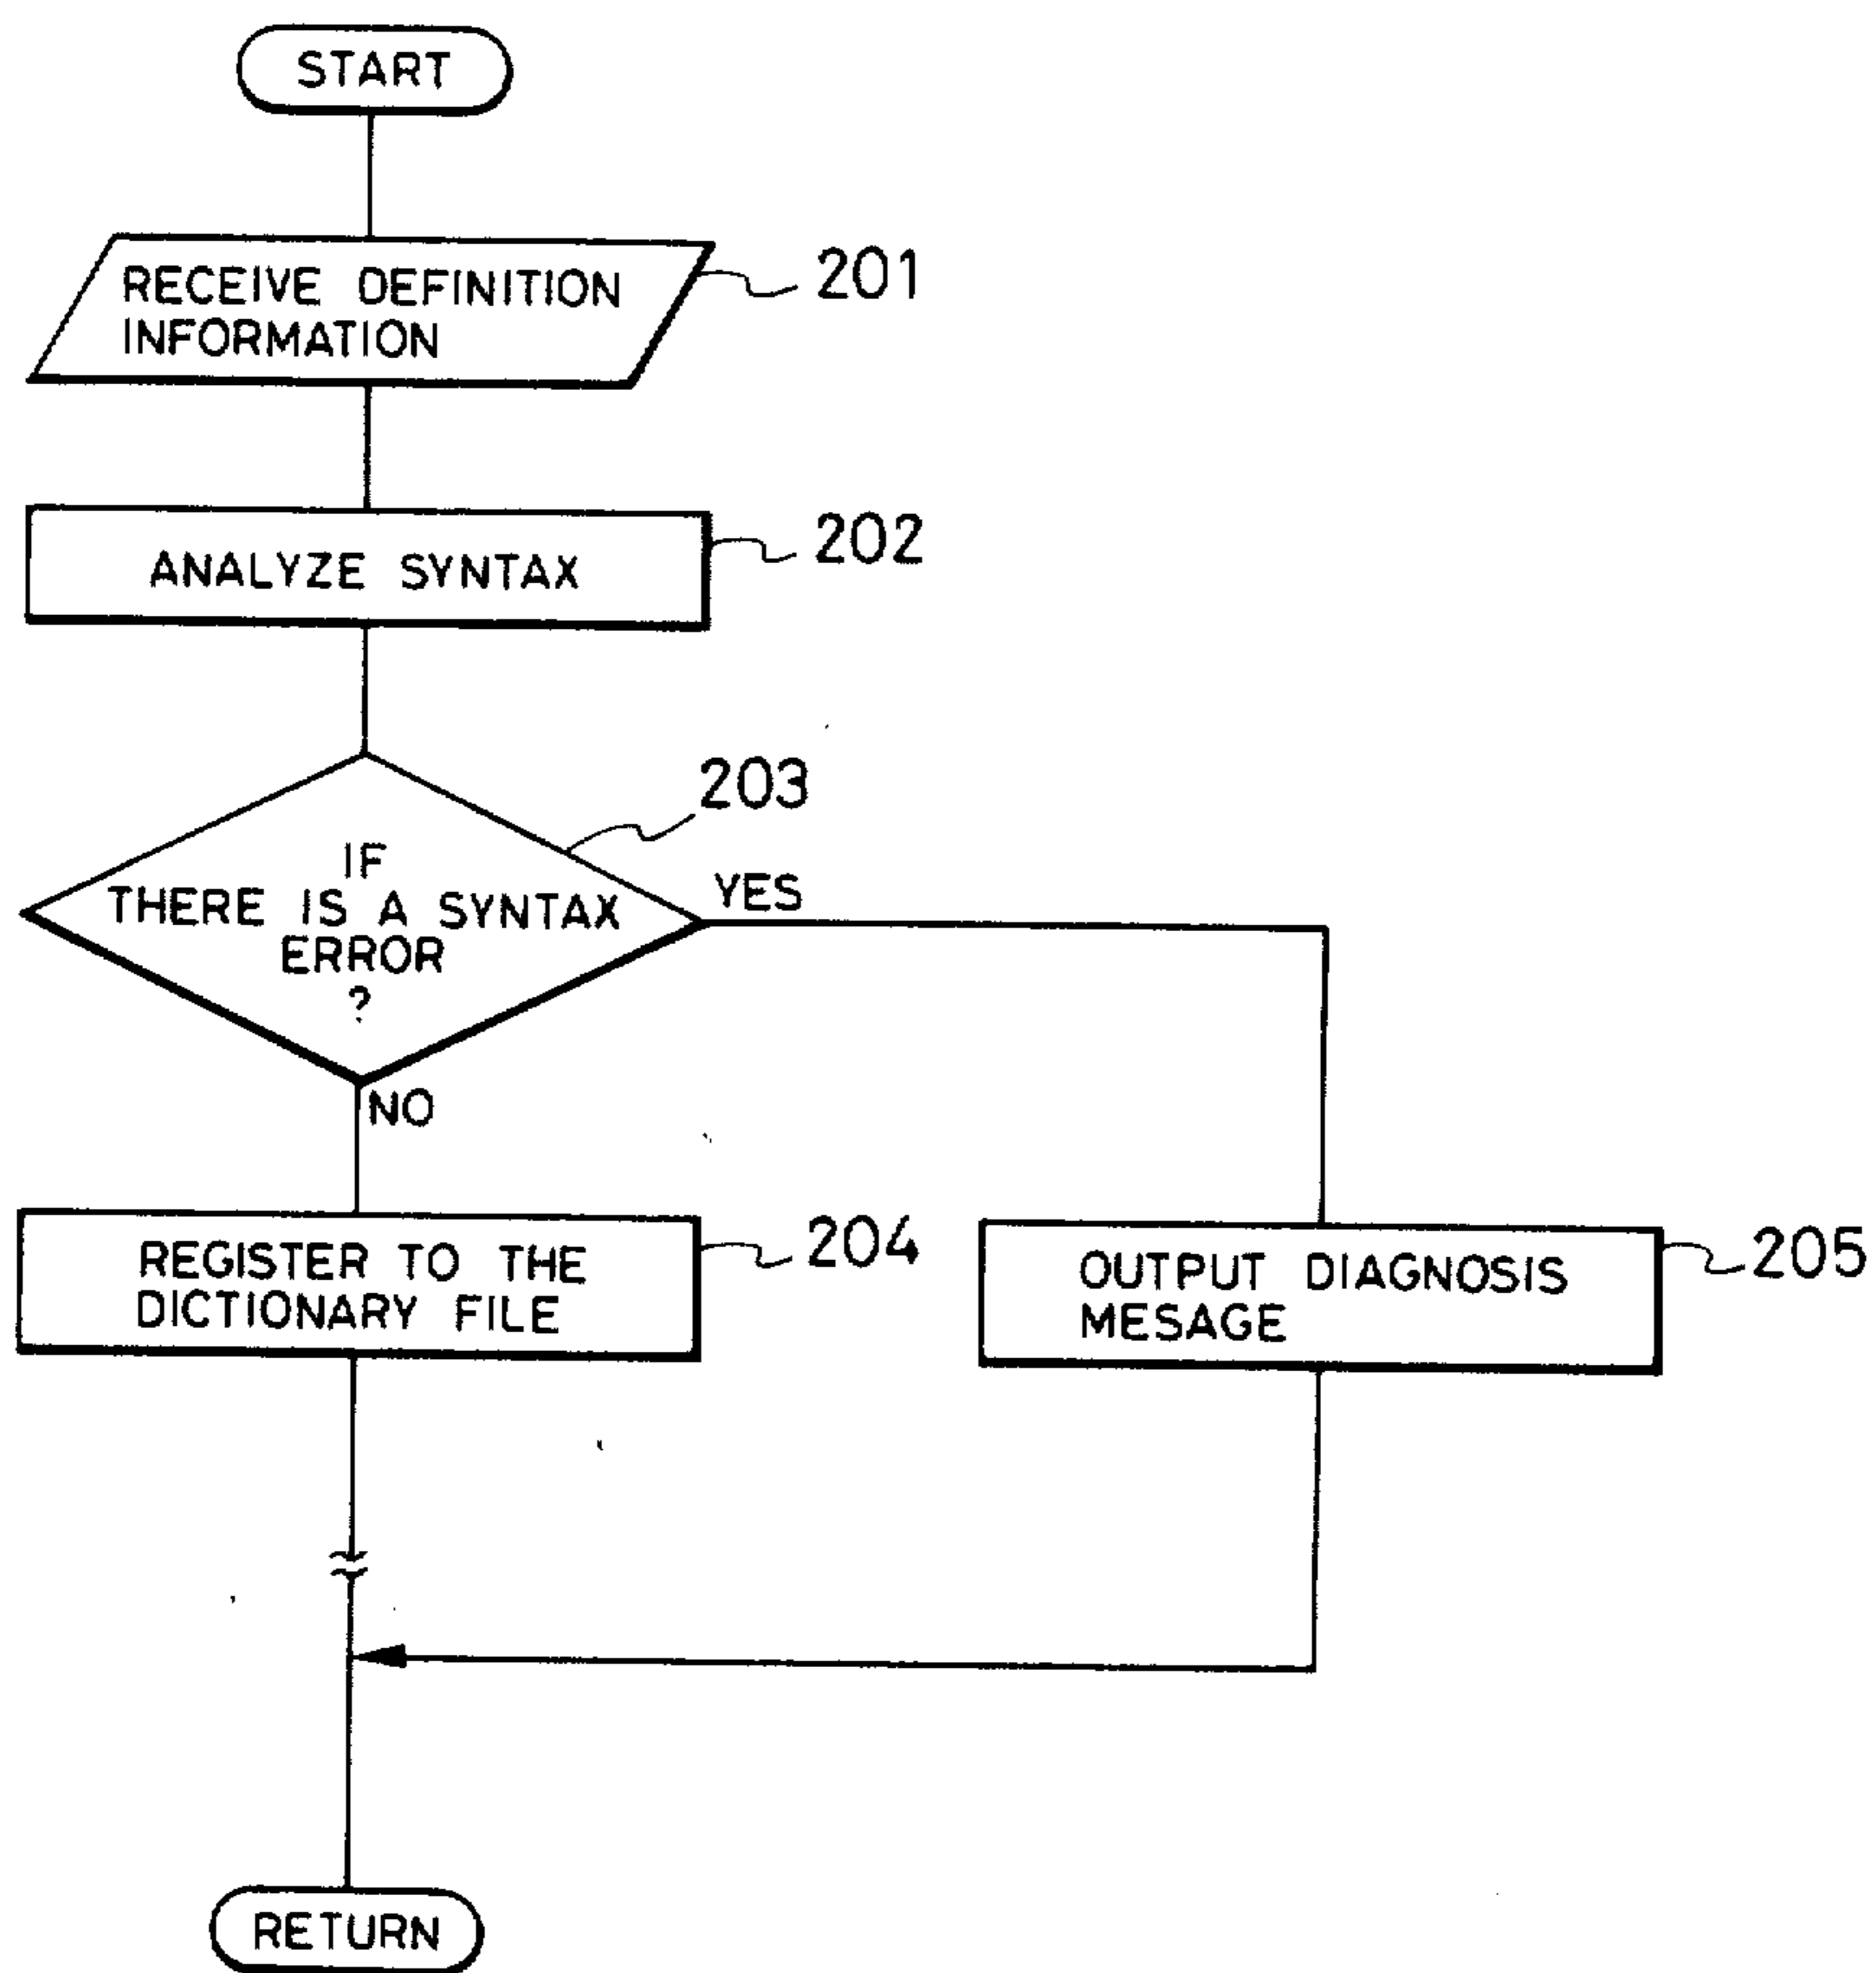 START
RECEIVE DEFINITION
INFORMATION
201
ANALYZE SYNTAX
202
203
IF
THERE IS A SYNTAX
ERROR
?
YES
NO
REGISTER TO THE
DICTIONARY FILE
204
OUTPUT DIAGNOSIS
MESAGE
205
RETURN